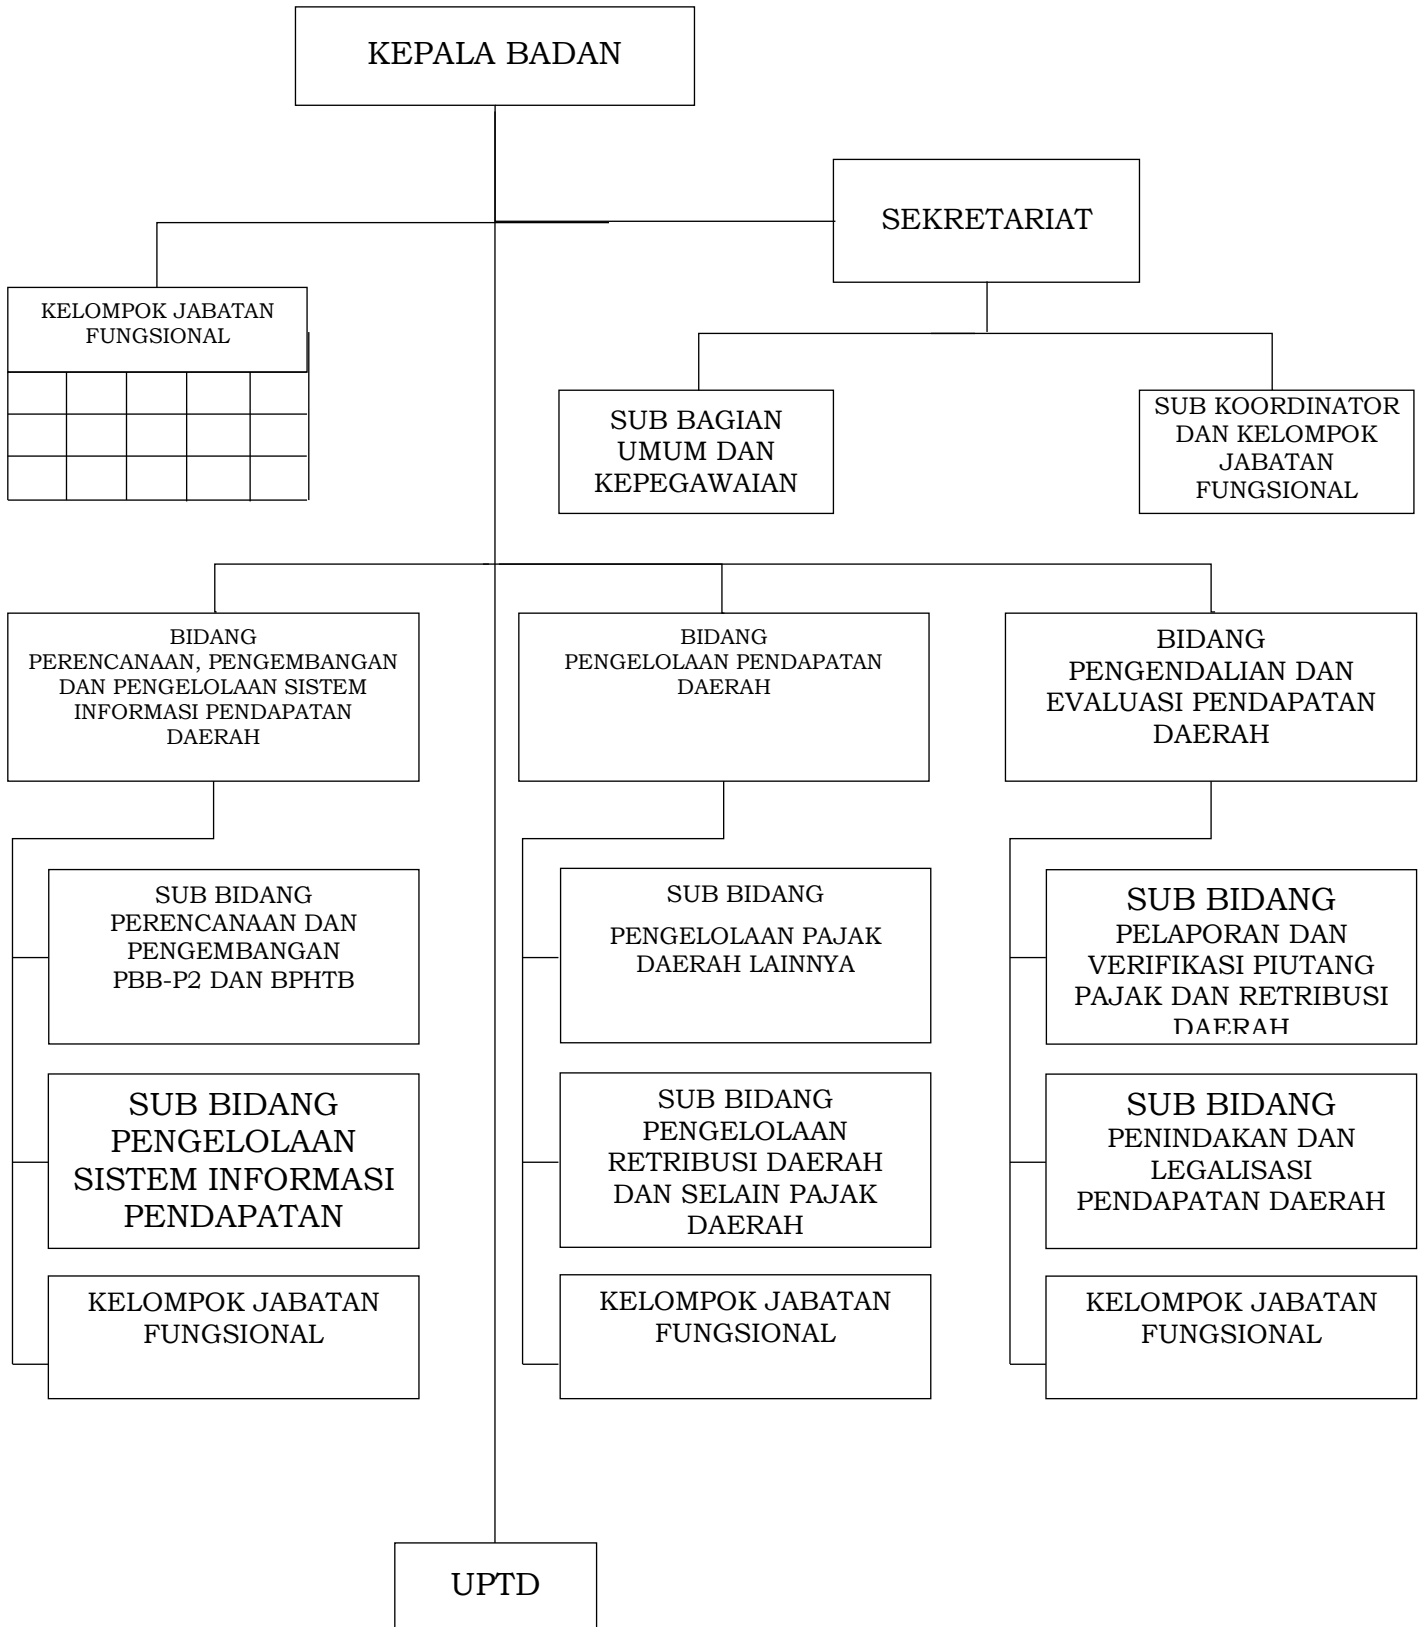 KEPALA BADAN
SEKRETARIAT
KELOMPOK JABATAN
FUNGSIONAL
SUB BAGIAN
UMUM DAN
KEPEGAWAIAN
SUB KOORDINATOR
DAN KELOMPOK
JABATAN
FUNGSIONAL
BIDANG
PERENCANAAN, PENGEMBANGAN
DAN PENGELOLAAN SISTEM
INFORMASI PENDAPATAN
DAERAH
BIDANG
PENGELOLAAN PENDAPATAN
DAERAH
BIDANG
PENGENDALIAN DAN
EVALUASI PENDAPATAN
DAERAH
SUB BIDANG
PERENCANAAN DAN
PENGEMBANGAN
PBB-P2 DAN BPHTB
SUB BIDANG
PENGELOLAAN PAJAK
DAERAH LAINNYA
SUB BIDANG
PELAPORAN DAN
VERIFIKASI PIUTANG
PAJAK DAN RETRIBUSI
DAERAH
SUB BIDANG
PENGELOLAAN
SISTEM INFORMASI
PENDAPATAN
SUB BIDANG
PENGELOLAAN
RETRIBUSI DAERAH
DAN SELAIN PAJAK
DAERAH
SUB BIDANG
PENINDAKAN DAN
LEGALISASI
PENDAPATAN DAERAH
KELOMPOK JABATAN
FUNGSIONAL
KELOMPOK JABATAN
FUNGSIONAL
KELOMPOK JABATAN
FUNGSIONAL
UPTD